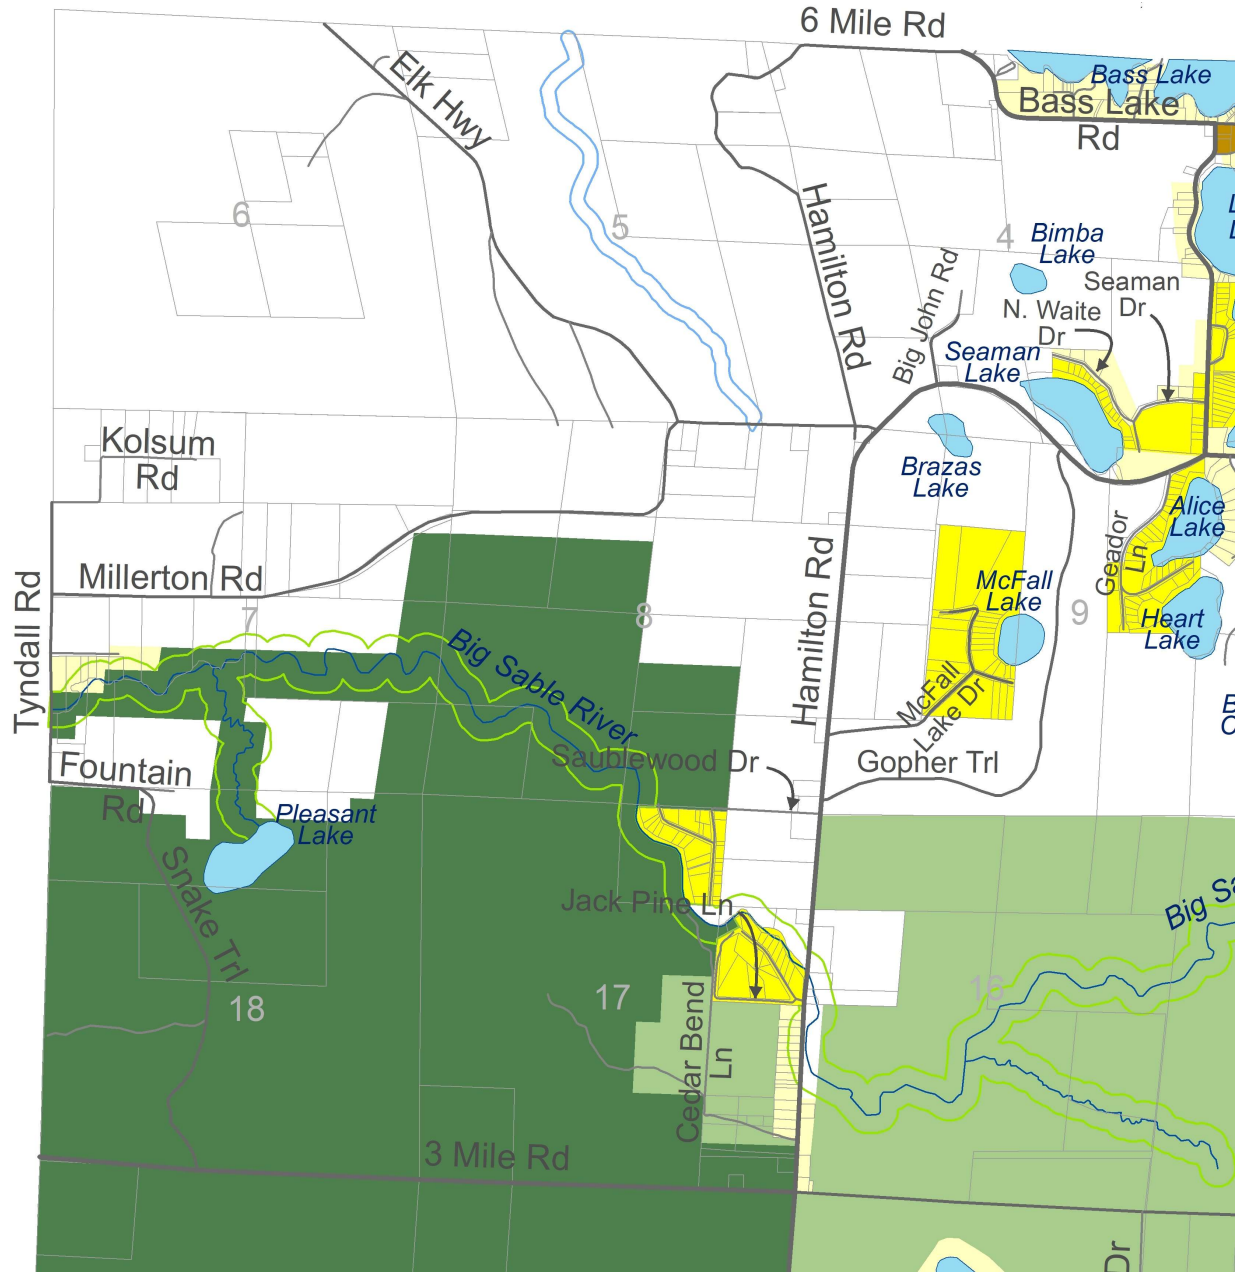 6 Mile Rd
Elk Hwy
Bass Lake
Bass Lake
Rd
6
5
4
Hamilton Rd
Bimba
Lake
Big John Rd
Seaman
Dr
N. Waite
Dr
Seaman
Lake
Kolsum
Rd
Brazas
Lake
Alice
Lake
Geador
Ln
Tyndall Rd
Millerton Rd
Hamilton Rd
McFall
Lake
7
8
9
Heart
Lake
Big Sable River
McFall
Lake Dr
Saublewood Dr
Gopher Trl
Fountain
Rd
Pleasant
Lake
Snake Trl
Jack Pine Ln
Big Sa
18
17
16
Cedar Bend
Ln
3 Mile Rd
Dr